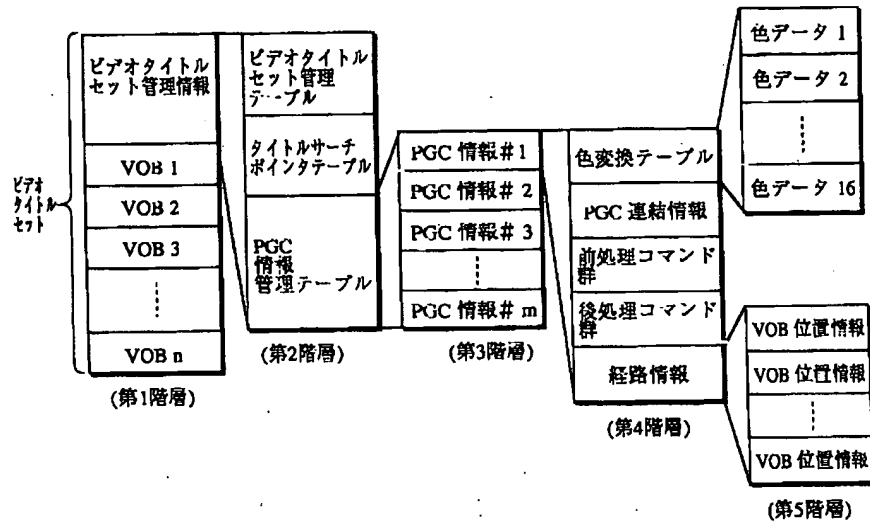 ビデオ
タイトル
セット
ビデオタイトル
セット管理情報
VOB 1
VOB 2
VOB 3
VOB n
(第1階層)
ビデオタイトル
セット管理
テーブル
タイトルサーチ
ポインタテーブル
PGC
情報
管理テーブル
(第2階層)
PGC 情報# 1
PGC 情報# 2
PGC 情報# 3
PGC 情報# m
(第3階層)
色変換テーブル
PGC 連結情報
前処理コマンド
群
後処理コマンド
群
経路情報
(第4階層)
色データ 1
色データ 2
色データ 16
VOB 位置情報
VOB 位置情報
VOB 位置情報
(第5階層)